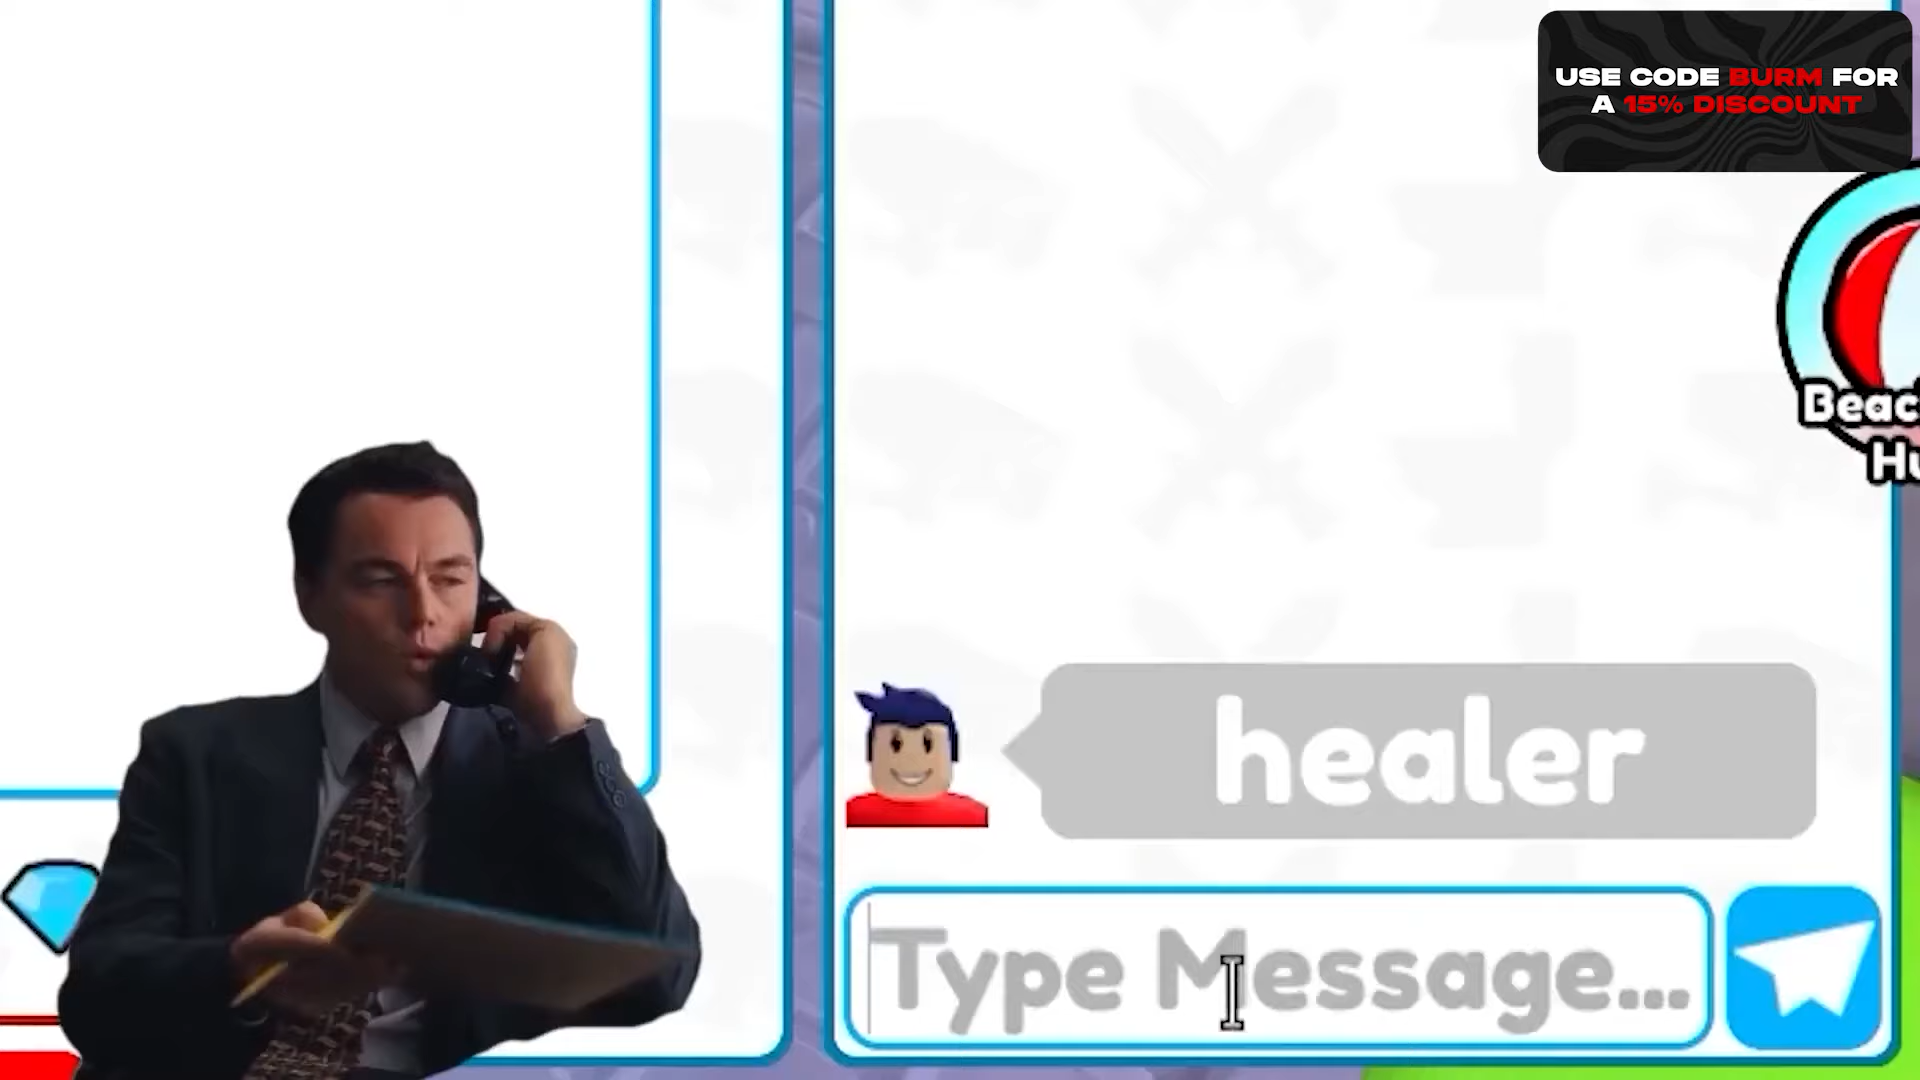 USE CODE BURM FOR
A 15% DISCOUNT
healer
Type Message...